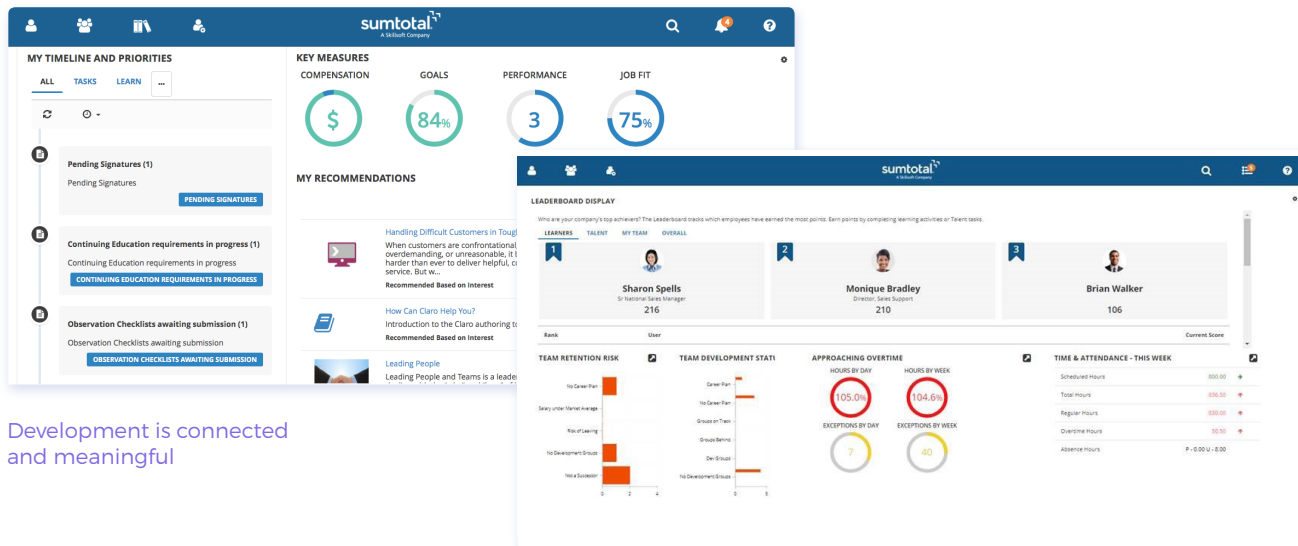 sumtotal
A Skillsoft Company
4
MY TIMELINE AND PRIORITIES
ALL TASKS LEARN ...
Pending Signatures (1)
Pending Signatures
PENDING SIGNATURES
Continuing Education requirements in progress (1)
Continuing Education requirements in progress
CONTINUING EDUCATION REQUIREMENTS IN PROGRESS
Observation Checklists awaiting submission (1)
Observation Checklists awaiting submission
OBSERVATION CHECKLISTS AWAITING SUBMISSION
KEY MEASURES
COMPENSATION GOALS PERFORMANCE JOB FIT
$ 84% 3 75%
MY RECOMMENDATIONS
Handling Difficult Customers in Tough
When customers are confrontational,
overdemanding, or unreasonable, it
harder than ever to deliver helpful,
service. But w...
Recommended Based on Interest
How Can Claro Help You?
Introduction to the Claro authoring
Recommended Based on Interest
Leading People
Leading People and Teams is a
Development is connected
and meaningful
sumtotal
A Skillsoft Company
LEADERBOARD DISPLAY
Who are your company's top achievers? The Leaderboard tracks which employees have earned the most points. Earn points by completing learning activities or Talent tasks.
LEARNERS TALENT MY TEAM OVERALL
1
Sharon Spells
Sr National Sales Manager
216
2
Monique Bradley
Director, Sales Support
210
3
Brian Walker
106
Rank User Current Score
TEAM RETENTION RISK
No Career Plan
Salary under Market Average
Risk of Leaving
No Development Groups
Not a Successor
0 2 4
TEAM DEVELOPMENT STATU
Career Plan
No Career Plan
Groups on Track
Groups Behind
Dev Groups
No Development Groups
0 5
APPROACHING OVERTIME
HOURS BY DAY HOURS BY WEEK
105.0% 104.6%
EXCEPTIONS BY DAY EXCEPTIONS BY WEEK
7 40
TIME & ATTENDANCE - THIS WEEK
Scheduled Hours
Total Hours
Regular Hours
Overtime Hours
Absence Hours P - 0.00 U - 8.00